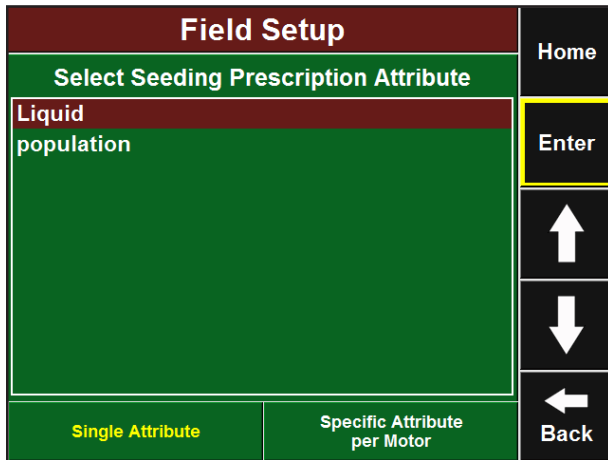 Field Setup
Select Seeding Prescription Attribute
Liquid
population
Single Attribute
Specific Attribute
per Motor
Home
Enter
Back